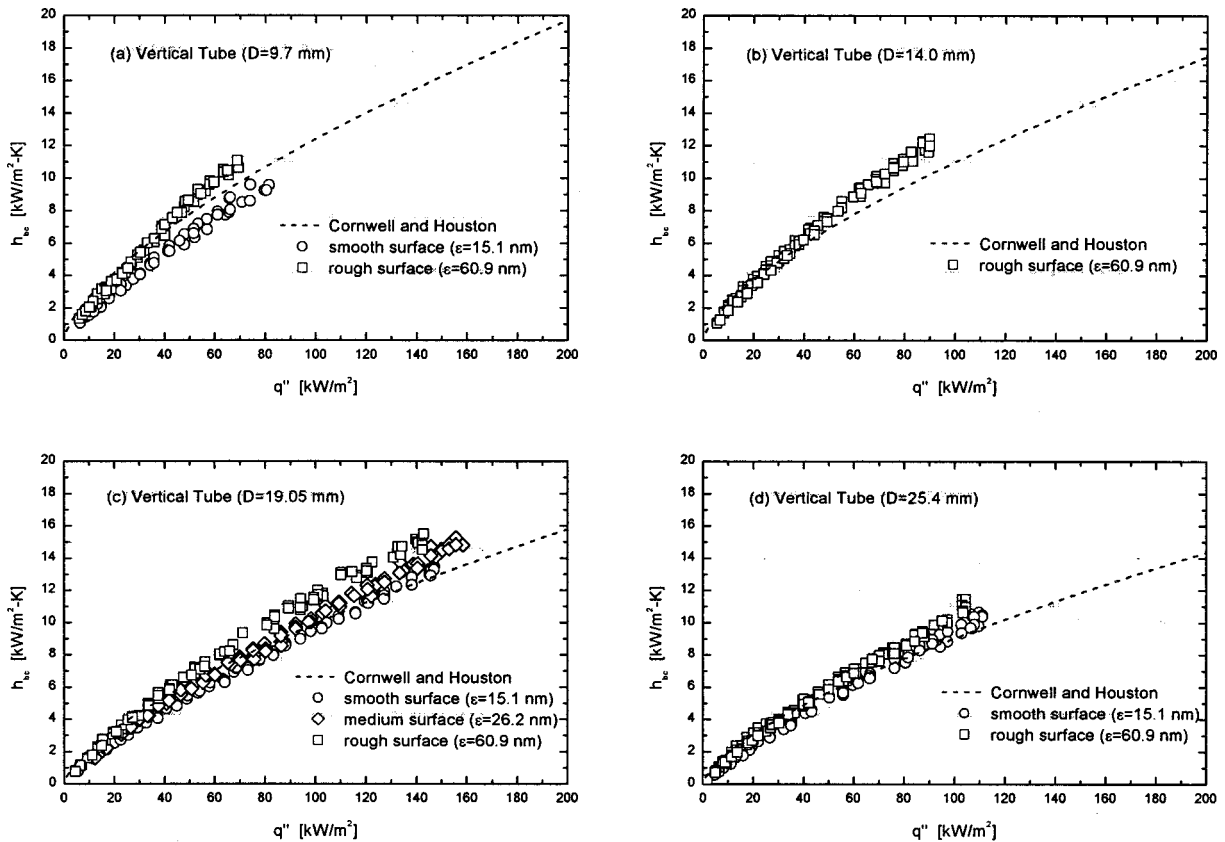 (a) Vertical Tube (D=9.7 mm)
20
18
16
14
12
10
8
6
4
2
0
h_bc [kW/m²-K]
Cornwell and Houston
smooth surface (ε=15.1 nm)
rough surface (ε=60.9 nm)
0 20 40 60 80 100 120 140 160 180 200
q'' [kW/m²]
(b) Vertical Tube (D=14.0 mm)
20
18
16
14
12
10
8
6
4
2
0
h_bc [kW/m²-K]
Cornwell and Houston
rough surface (ε=60.9 nm)
0 20 40 60 80 100 120 140 160 180 200
q'' [kW/m²]
(c) Vertical Tube (D=19.05 mm)
20
18
16
14
12
10
8
6
4
2
0
h_bc [kW/m²-K]
Cornwell and Houston
smooth surface (ε=15.1 nm)
medium surface (ε=26.2 nm)
rough surface (ε=60.9 nm)
0 20 40 60 80 100 120 140 160 180 200
q'' [kW/m²]
(d) Vertical Tube (D=25.4 mm)
20
18
16
14
12
10
8
6
4
2
0
h_bc [kW/m²-K]
Cornwell and Houston
smooth surface (ε=15.1 nm)
rough surface (ε=60.9 nm)
0 20 40 60 80 100 120 140 160 180 200
q'' [kW/m²]